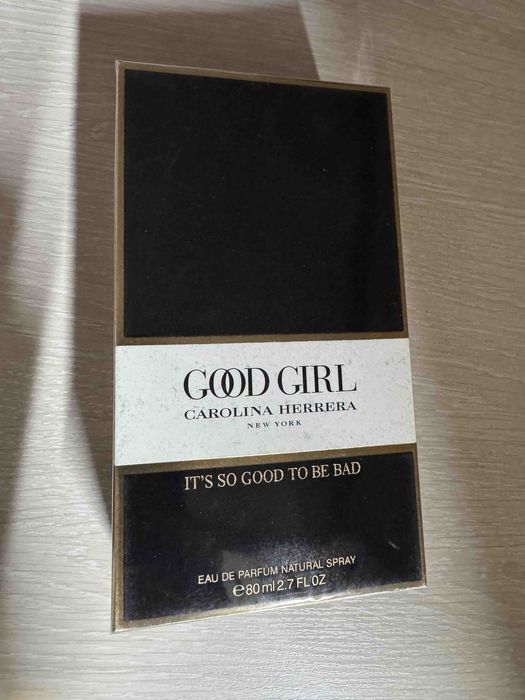 GOOD GIRL
CAROLINA HERRERA
NEW YORK
IT'S SO GOOD TO BE BAD
EAU DE PARFUM NATURAL SPRAY
℮80 ml 2.7 FL OZ